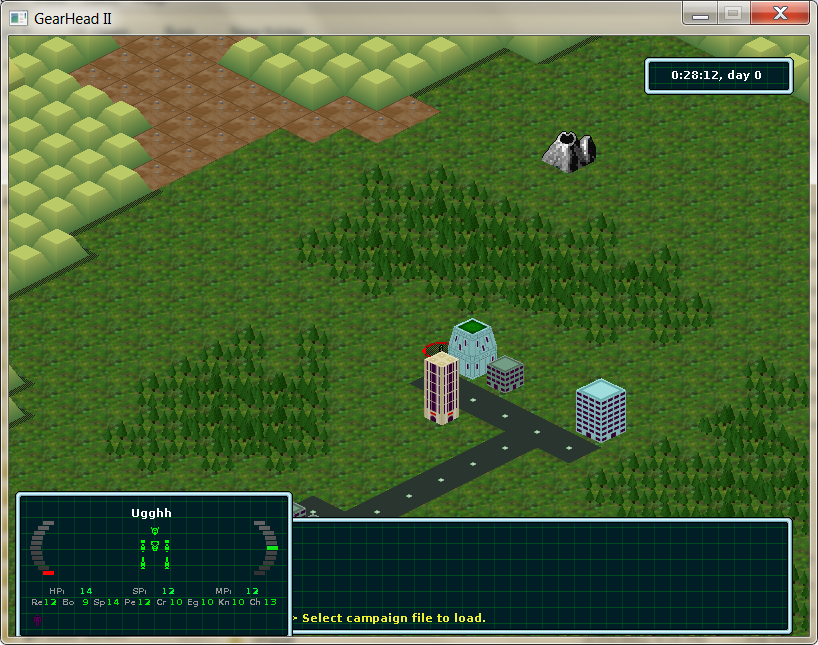 GearHead II
0:28:12, day 0
Ugghh
HP: 14 SP: 12 MP: 12
Re12 Bo 9 Sp14 Pe12 Cr10 Eg10 Kn10 Ch13
> Select campaign file to load.